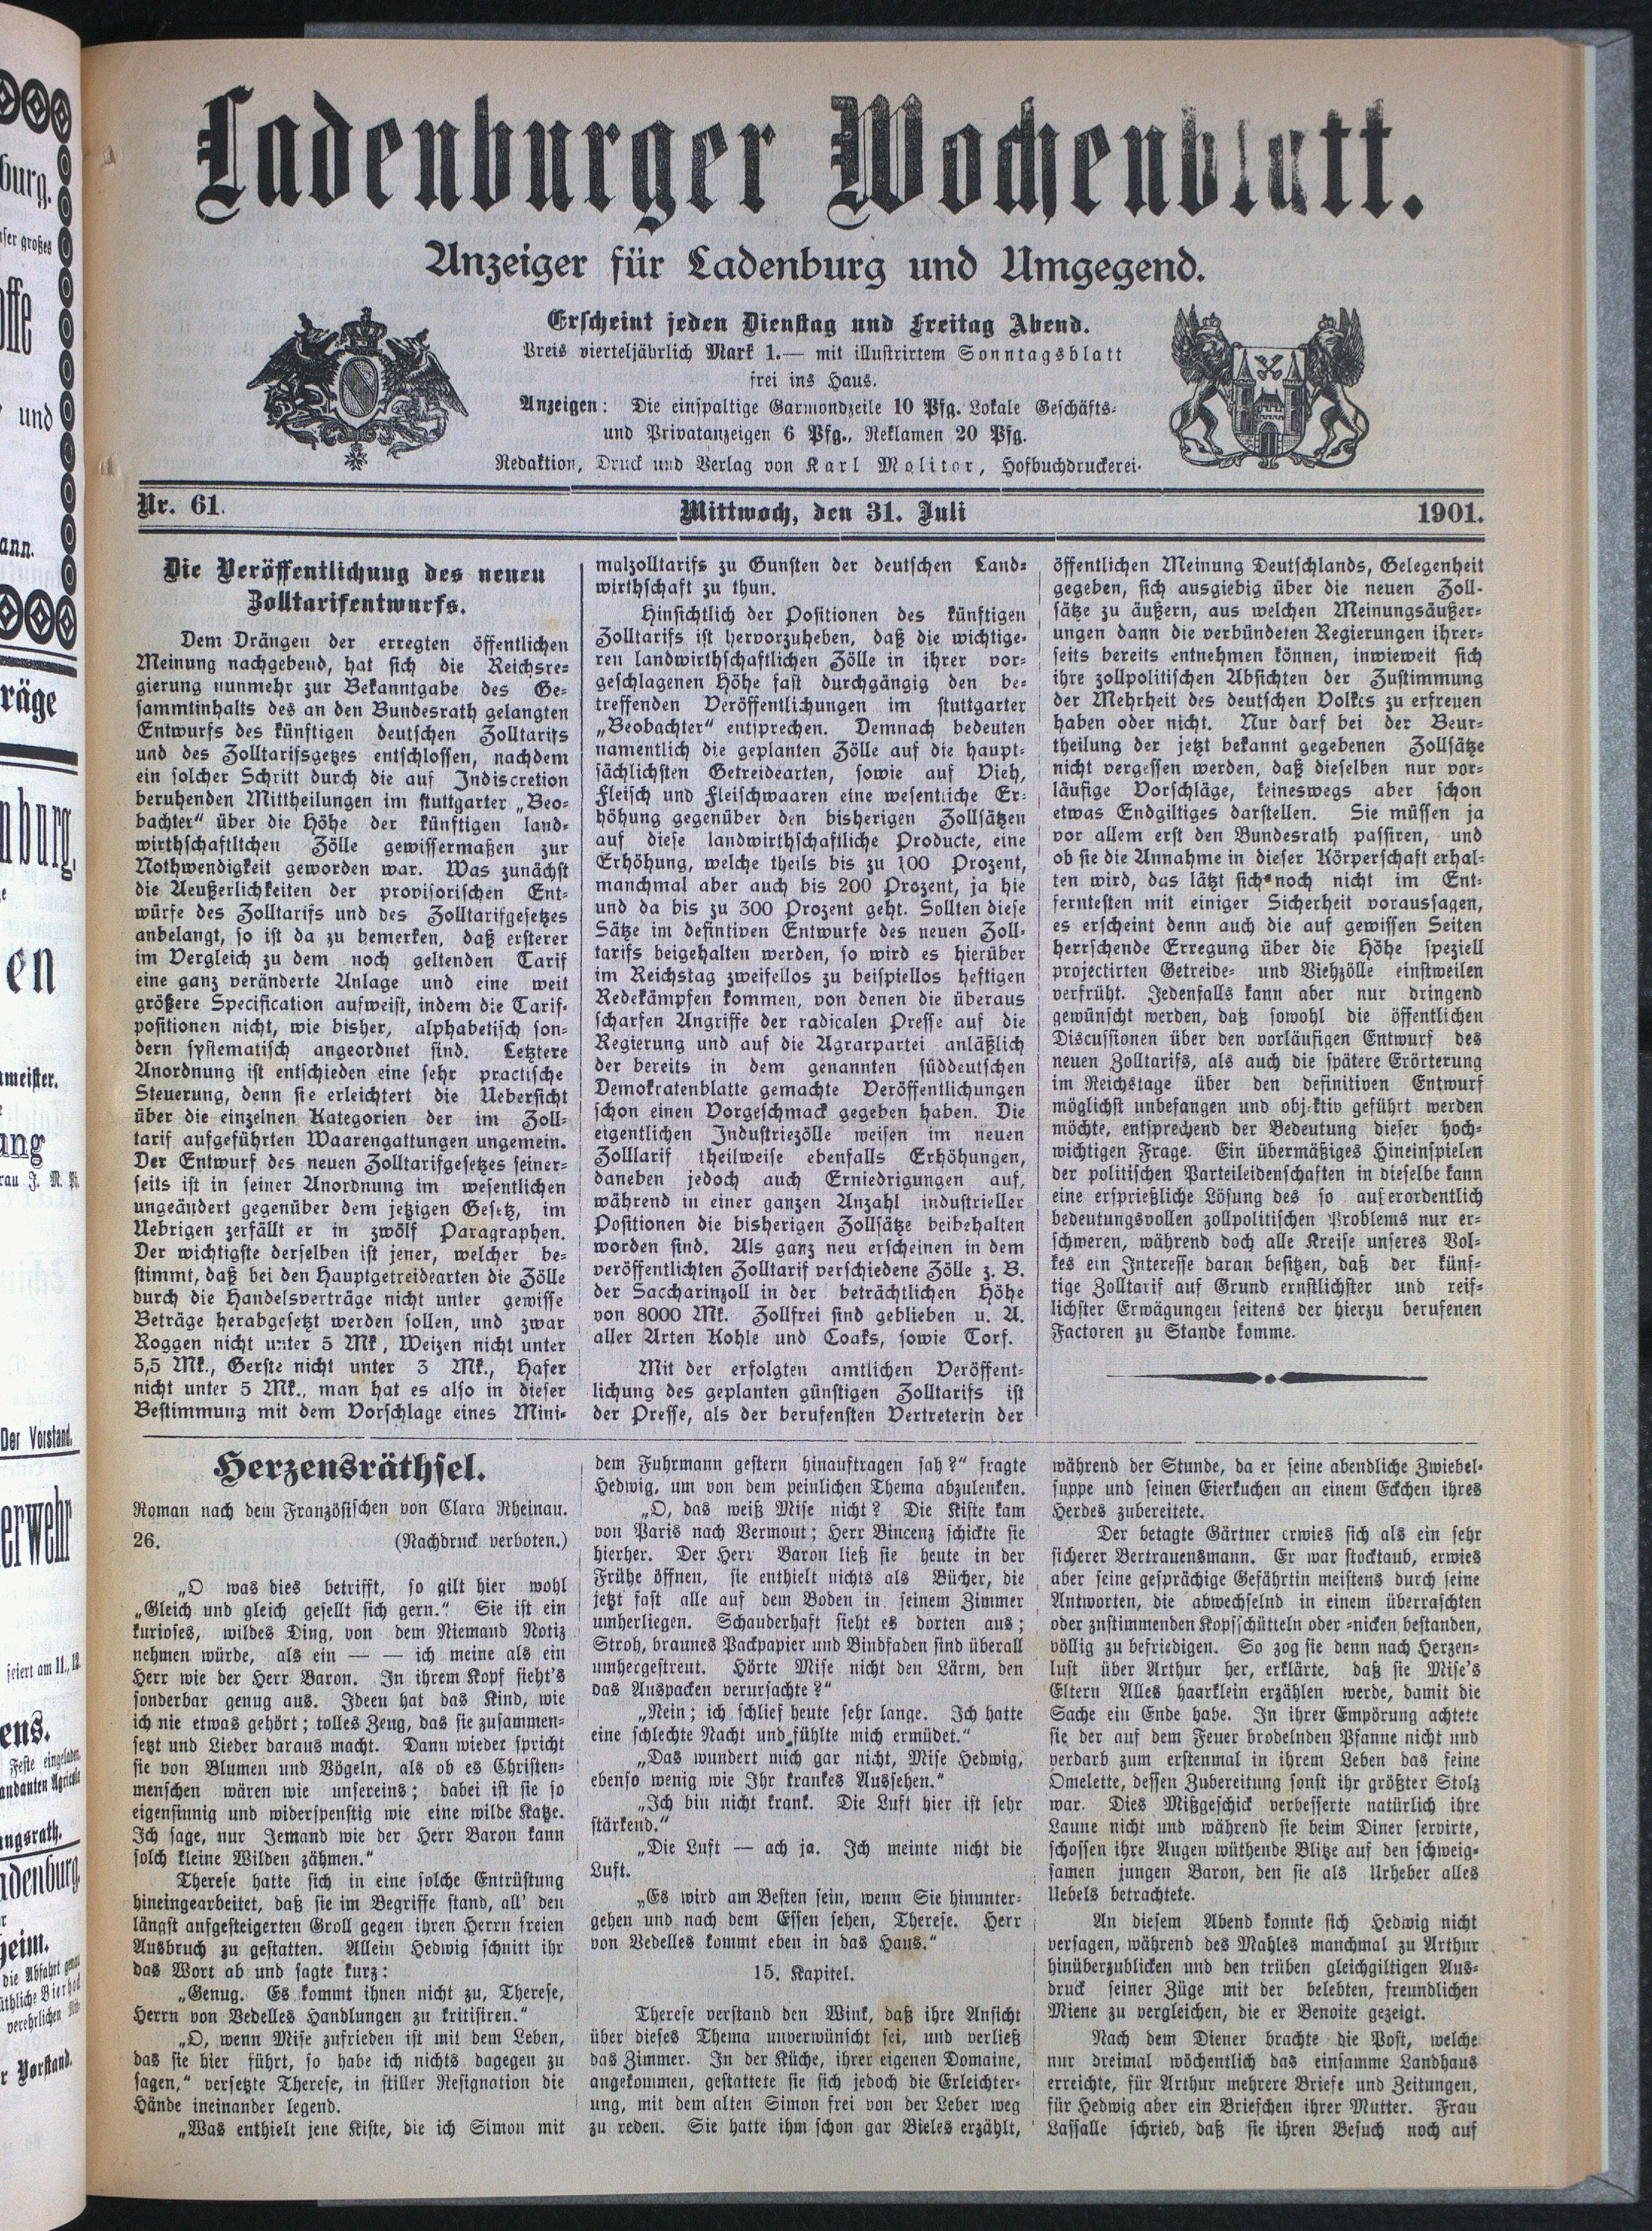 Ladenburger Wochenblatt.
Anzeiger für Ladenburg und Umgegend.
Erscheint jeden Dienstag und Freitag Abend.
Preis vierteljährlich Mark 1.— mit illustrirtem Sonntagsblatt
frei ins Haus.
Anzeigen: Die einspaltige Garmondzeile 10 Pfg. Lokale Geschäfts-
und Privatanzeigen 6 Pfg., Reklamen 20 Pfg.
Redaktion, Druck und Verlag von Karl Molitor, Hofbuchdruckerei.
Nr. 61.
Mittwoch, den 31. Juli
1901.
Die Veröffentlichung des neuen
Zolltarifentwurfs.
Dem Drängen der erregten öffentlichen
Meinung nachgebend, hat sich die Reichsre-
gierung nunmehr zur Bekanntgabe des Ge-
sammtinhalts des an den Bundesrath gelangten
Entwurfs des künftigen deutschen Zolltarifs
und des Zolltarifsgetzes entschlossen, nachdem
ein solcher Schritt durch die auf Indiscretion
beruhenden Mittheilungen im stuttgarter „Beo-
bachter“ über die Höhe der künftigen land-
wirthschaftltchen Zölle gewissermaßen zur
Nothwendigkeit geworden war. Was zunächst
die Aeußerlichkeiten der provisorischen Ent-
würfe des Zolltarifs und des Zolltarifgesetzes
anbelangt, so ist da zu bemerken, daß ersterer
im Vergleich zu dem noch geltenden Tarif
eine ganz veränderte Anlage und eine weit
größere Specification aufweist, indem die Tarif-
positionen nicht, wie bisher, alphabetisch son-
dern systematisch angeordnet sind. Letztere
Anordnung ist entschieden eine sehr practische
Steuerung, denn sie erleichtert die Uebersicht
über die einzelnen Kategorien der im Zoll-
tarif aufgeführten Waarengattungen ungemein.
Der Entwurf des neuen Zolltarifgesetzes seiner-
seits ist in seiner Anordnung im wesentlichen
ungeändert gegenüber dem jetzigen Gesetz, im
Uebrigen zerfällt er in zwölf Paragraphen.
Der wichtigste derselben ist jener, welcher be-
stimmt, daß bei den Hauptgetreidearten die Zölle
durch die Handelsverträge nicht unter gewisse
Beträge herabgesetzt werden sollen, und zwar
Roggen nicht unter 5 Mk, Weizen nicht unter
5,5 Mk., Gerste nicht unter 3 Mk., Hafer
nicht unter 5 Mk., man hat es also in dieser
Bestimmung mit dem Vorschlage eines Mini-
malzolltarifs zu Gunsten der deutschen Land-
wirthschaft zu thun.
Hinsichtlich der Positionen des künftigen
Zolltarifs ist hervorzuheben, daß die wichtige-
ren landwirthschaftlichen Zölle in ihrer vor-
geschlagenen Höhe fast durchgängig den be-
treffenden Veröffentlichungen im stuttgarter
„Beobachter“ entsprechen. Demnach bedeuten
namentlich die geplanten Zölle auf die haupt-
sächlichsten Getreidearten, sowie auf Vieh,
Fleisch und Fleischwaaren eine wesentliche Er-
höhung gegenüber den bisherigen Zollsätzen
auf diese landwirthschaftliche Producte, eine
Erhöhung, welche theils bis zu 100 Prozent,
manchmal aber auch bis 200 Prozent, ja hie
und da bis zu 300 Prozent geht. Sollten diese
Sätze im defintiven Entwurfe des neuen Zoll-
tarifs beigehalten werden, so wird es hierüber
im Reichstag zweifellos zu beispiellos heftigen
Redekämpfen kommen, von denen die überaus
scharfen Angriffe der radicalen Presse auf die
Regierung und auf die Agrarpartei anläßlich
der bereits in dem genannten süddeutschen
Demokratenblatte gemachte Veröffentlichungen
schon einen Vorgeschmack gegeben haben. Die
eigentlichen Industriezölle weisen im neuen
Zolllarif theilweise ebenfalls Erhöhungen,
daneben jedoch auch Erniedrigungen auf,
während in einer ganzen Anzahl industrieller
Positionen die bisherigen Zollsätze beibehalten
worden sind. Als ganz neu erscheinen in dem
veröffentlichten Zolltarif verschiedene Zölle z. B.
der Saccharinzoll in der beträchtlichen Höhe
von 8000 Mk. Zollfrei sind geblieben u. A.
aller Arten Kohle und Coaks, sowie Torf.
Mit der erfolgten amtlichen Veröffent-
lichung des geplanten günstigen Zolltarifs ist
der Presse, als der berufensten Vertreterin der
öffentlichen Meinung Deutschlands, Gelegenheit
gegeben, sich ausgiebig über die neuen Zoll-
sätze zu äußern, aus welchen Meinungsäußer-
ungen dann die verbündeten Regierungen ihrer-
seits bereits entnehmen können, inwieweit sich
ihre zollpolitischen Absichten der Zustimmung
der Mehrheit des deutschen Volkes zu erfreuen
haben oder nicht. Nur darf bei der Beur-
theilung der jetzt bekannt gegebenen Zollsätze
nicht vergessen werden, daß dieselben nur vor-
läufige Vorschläge, keineswegs aber schon
etwas Endgiltiges darstellen. Sie müssen ja
vor allem erst den Bundesrath passiren, und
ob sie die Annahme in dieser Körperschaft erhal-
ten wird, das lätzt sich noch nicht im Ent-
ferntesten mit einiger Sicherheit voraussagen,
es erscheint denn auch die auf gewissen Seiten
herrschende Erregung über die Höhe speziell
projectirten Getreide- und Viehzölle einstweilen
verfrüht. Jedenfalls kann aber nur dringend
gewünscht werden, daß sowohl die öffentlichen
Discussionen über den vorläufigen Entwurf des
neuen Zolltarifs, als auch die spätere Erörterung
im Reichstage über den definitiven Entwurf
möglichst unbefangen und objektiv geführt werden
möchte, entsprechend der Bedeutung dieser hoch-
wichtigen Frage. Ein übermäßiges Hineinspielen
der politischen Parteileidenschaften in dieselbe kann
eine ersprießliche Lösung des so außerordentlich
bedeutungsvollen zollpolitischen Problems nur er-
schweren, während doch alle Kreise unseres Vol-
kes ein Interesse daran besitzen, daß der künf-
tige Zolltarif auf Grund ernstlichster und reif-
lichster Erwägungen seitens der hierzu berufenen
Factoren zu Stande komme.
Herzensräthsel.
Roman nach dem Französischen von Clara Rheinau.
26. (Nachdruck verboten.)
„O was dies betrifft, so gilt hier wohl
„Gleich und gleich gesellt sich gern.“ Sie ist ein
kurioses, wildes Ding, von dem Niemand Notiz
nehmen würde, als ein — — ich meine als ein
Herr wie der Herr Baron. In ihrem Kopf sieht's
sonderbar genug aus. Ideen hat das Kind, wie
ich nie etwas gehört; tolles Zeug, das sie zusammen-
setzt und Lieder daraus macht. Dann wieder spricht
sie von Blumen und Vögeln, als ob es Christen-
menschen wären wie unsereins; dabei ist sie so
eigensinnig und widerspenstig wie eine wilde Katze.
Ich sage, nur Jemand wie der Herr Baron kann
solch kleine Wilden zähmen.“
Therese hatte sich in eine solche Entrüstung
hineingearbeitet, daß sie im Begriffe stand, all' den
längst aufgesteigerten Groll gegen ihren Herrn freien
Ausbruch zu gestatten. Allein Hedwig schnitt ihr
das Wort ab und sagte kurz:
„Genug. Es kommt ihnen nicht zu, Therese,
Herrn von Vedelles Handlungen zu kritisiren.“
„O, wenn Mise zufrieden ist mit dem Leben,
das sie hier führt, so habe ich nichts dagegen zu
sagen,“ versetzte Therese, in stiller Resignation die
Hände ineinander legend.
„Was enthielt jene Kiste, die ich Simon mit
dem Fuhrmann gestern hinauftragen sah?“ fragte
Hedwig, um von dem peinlichen Thema abzulenken.
„O, das weiß Mise nicht? Die Kiste kam
von Paris nach Vermont; Herr Vincenz schickte sie
hierher. Der Herr Baron ließ sie heute in der
Frühe öffnen, sie enthielt nichts als Bücher, die
jetzt fast alle auf dem Boden in seinem Zimmer
umherliegen. Schauderhaft sieht es dorten aus;
Stroh, braunes Packpapier und Bindfaden sind überall
umhergestreut. Hörte Mise nicht den Lärm, den
das Auspacken verursachte?“
„Nein; ich schlief heute sehr lange. Ich hatte
eine schlechte Nacht und fühlte mich ermüdet.“
„Das wundert mich gar nicht, Mise Hedwig,
ebenso wenig wie Ihr krankes Aussehen.“
„Ich bin nicht krank. Die Luft hier ist sehr
stärkend.“
„Die Luft — ach ja. Ich meinte nicht die
Luft.
„Es wird am Besten sein, wenn Sie hinunter-
gehen und nach dem Essen sehen, Therese. Herr
von Vedelles kommt eben in das Haus.“
15. Kapitel.
Therese verstand den Wink, daß ihre Ansicht
über dieses Thema unverwünscht sei, und verließ
das Zimmer. In der Küche, ihrer eigenen Domaine,
angekommen, gestattete sie sich jedoch die Erleichter-
ung, mit dem alten Simon frei von der Leber weg
zu reden. Sie hatte ihm schon gar Vieles erzählt,
während der Stunde, da er seine abendliche Zwiebel-
suppe und seinen Eierkuchen an einem Eckchen ihres
Herdes zubereitete.
Der betagte Gärtner erwies sich als ein sehr
sicherer Vertrauensmann. Er war stocktaub, erwies
aber seine gesprächige Gefährtin meistens durch seine
Antworten, die abwechselnd in einem überraschten
oder zustimmenden Kopfschütteln oder -nicken bestanden,
völlig zu befriedigen. So zog sie denn nach Herzen-
lust über Arthur her, erklärte, daß sie Mise's
Eltern Alles haarklein erzählen werde, damit die
Sache ein Ende habe. In ihrer Empörung achtete
sie der auf dem Feuer brodelnden Pfanne nicht und
verdarb zum erstenmal in ihrem Leben das feine
Omelette, dessen Zubereitung sonst ihr größter Stolz
war. Dies Mißgeschick verbesserte natürlich ihre
Laune nicht und während sie beim Diner servirte,
schossen ihre Augen wüthende Blitze auf den schweig-
samen jungen Baron, den sie als Urheber alles
Uebels betrachtete.
An diesem Abend konnte sich Hedwig nicht
versagen, während des Mahles manchmal zu Arthur
hinüberzublicken und den trüben gleichgiltigen Aus-
druck seiner Züge mit der belebten, freundlichen
Miene zu vergleichen, die er Benoite gezeigt.
Nach dem Diener brachte die Post, welche
nur dreimal wöchentlich das einsame Landhaus
erreichte, für Arthur mehrere Briefe und Zeitungen,
für Hedwig aber ein Briefchen ihrer Mutter. Frau
Lassalle schrieb, daß sie ihren Besuch noch auf